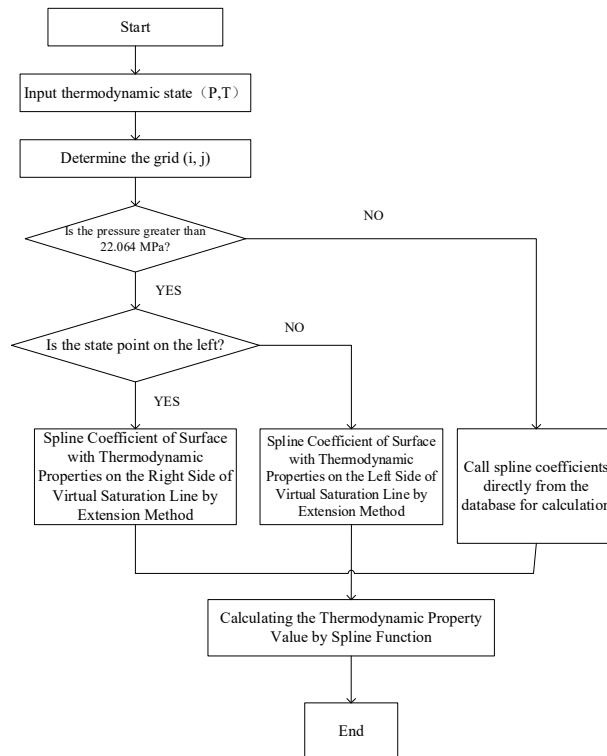 Start
Input thermodynamic state（P,T）
Determine the grid (i, j)
Is the pressure greater than
22.064 MPa?
NO
YES
Is the state point on the left?
NO
YES
Spline Coefficient of Surface
with Thermodynamic
Properties on the Right Side of
Virtual Saturation Line by
Extension Method
Spline Coefficient of Surface
with Thermodynamic
Properties on the Left Side of
Virtual Saturation Line by
Extension Method
Call spline coefficients
directly from the
database for calculation
Calculating the Thermodynamic Property
Value by Spline Function
End